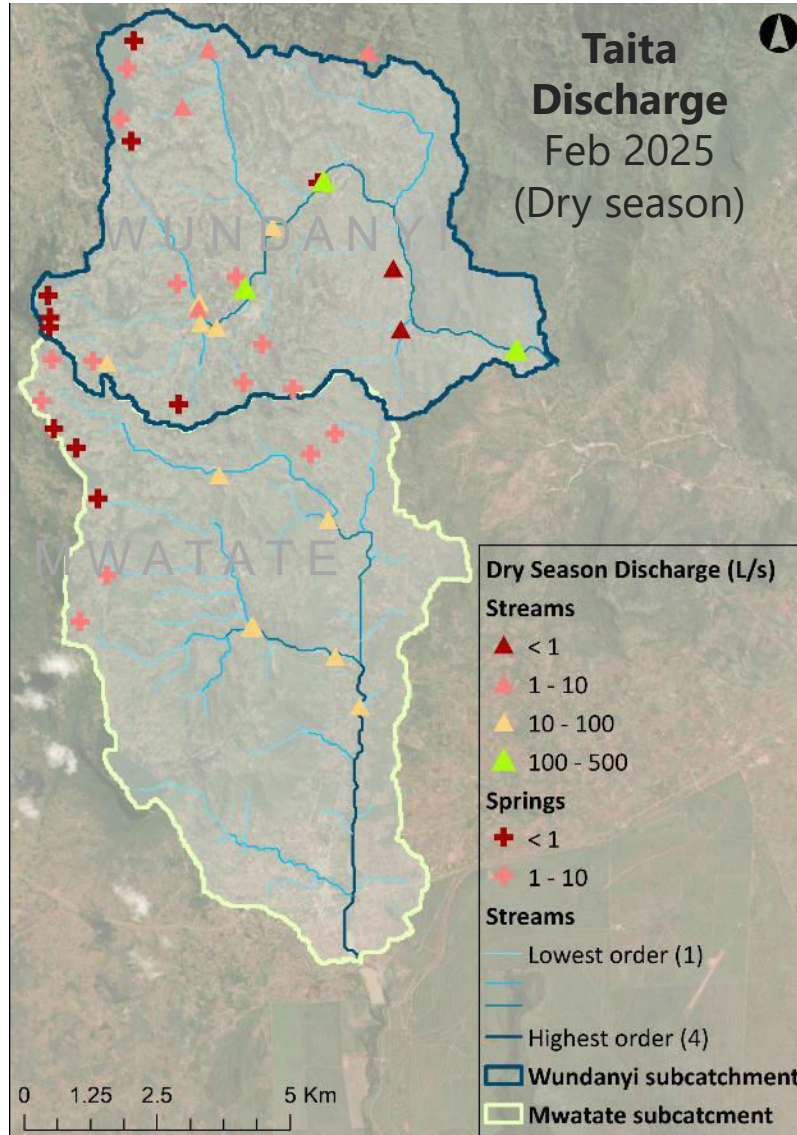 Taita
Discharge
Feb 2025
(Dry season)
WUNDANYI
MWATATE
Dry Season Discharge (L/s)
Streams
< 1
1 - 10
10 - 100
100 - 500
Springs
< 1
1 - 10
Streams
Lowest order (1)
Highest order (4)
Wundanyi subcatchment
Mwatate subcatcment
0 1.25 2.5 5 Km